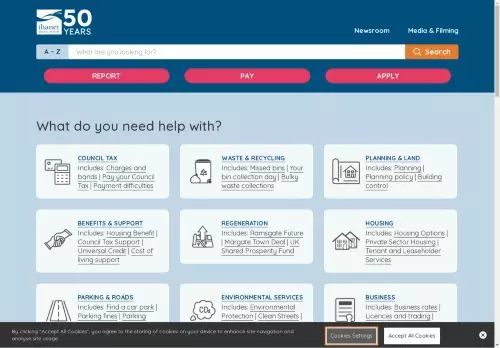 50
YEARS
thanet
Newsroom
Media & Filming
A - Z
What are you looking for?
Search
REPORT
PAY
APPLY
What do you need help with?
COUNCIL TAX
Includes: Charges and
bands | Pay your Council
Tax | Payment difficulties
WASTE & RECYCLING
Includes: Missed bins | Your
bin collection day | Bulky
waste collections
PLANNING & LAND
Includes: Planning |
Planning policy | Building
control
BENEFITS & SUPPORT
Includes: Housing Benefit |
Council Tax Support |
Universal Credit | Cost of
living support
REGENERATION
Includes: Ramsgate Future |
Margate Town Deal | UK
Shared Prosperity Fund
HOUSING
Includes: Housing Options |
Private Sector Housing |
Tenant and Leaseholder
Services
PARKING & ROADS
Includes: Find a car park |
Parking fines | Parking
ENVIRONMENTAL SERVICES
Includes: Environmental
Protection | Clean Streets |
CO₂
BUSINESS
Includes: Business rates |
Licences and trading |
By clicking "Accept All Cookies", you agree to the storing of cookies on your device to enhance site navigation and
analyse site usage.
Cookies Settings
Accept All Cookies